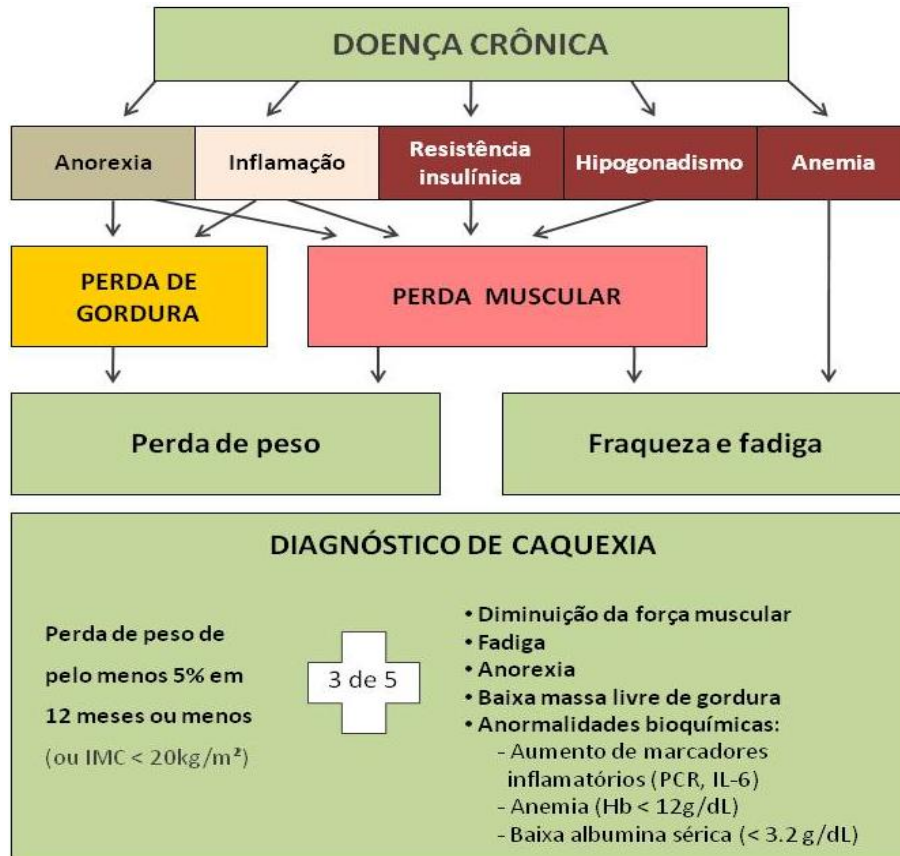 DOENÇA CRÔNICA
Anorexia
Inflamação
Resistência
insulínica
Hipogonadismo
Anemia
PERDA DE
GORDURA
PERDA MUSCULAR
Perda de peso
Fraqueza e fadiga
DIAGNÓSTICO DE CAQUEXIA
Perda de peso de
pelo menos 5% em
12 meses ou menos
(ou IMC < 20kg/m²)
3 de 5
• Diminuição da força muscular
• Fadiga
• Anorexia
• Baixa massa livre de gordura
• Anormalidades bioquímicas:
- Aumento de marcadores
inflamatórios (PCR, IL-6)
- Anemia (Hb < 12g/dL)
- Baixa albumina sérica (< 3.2 g/dL)